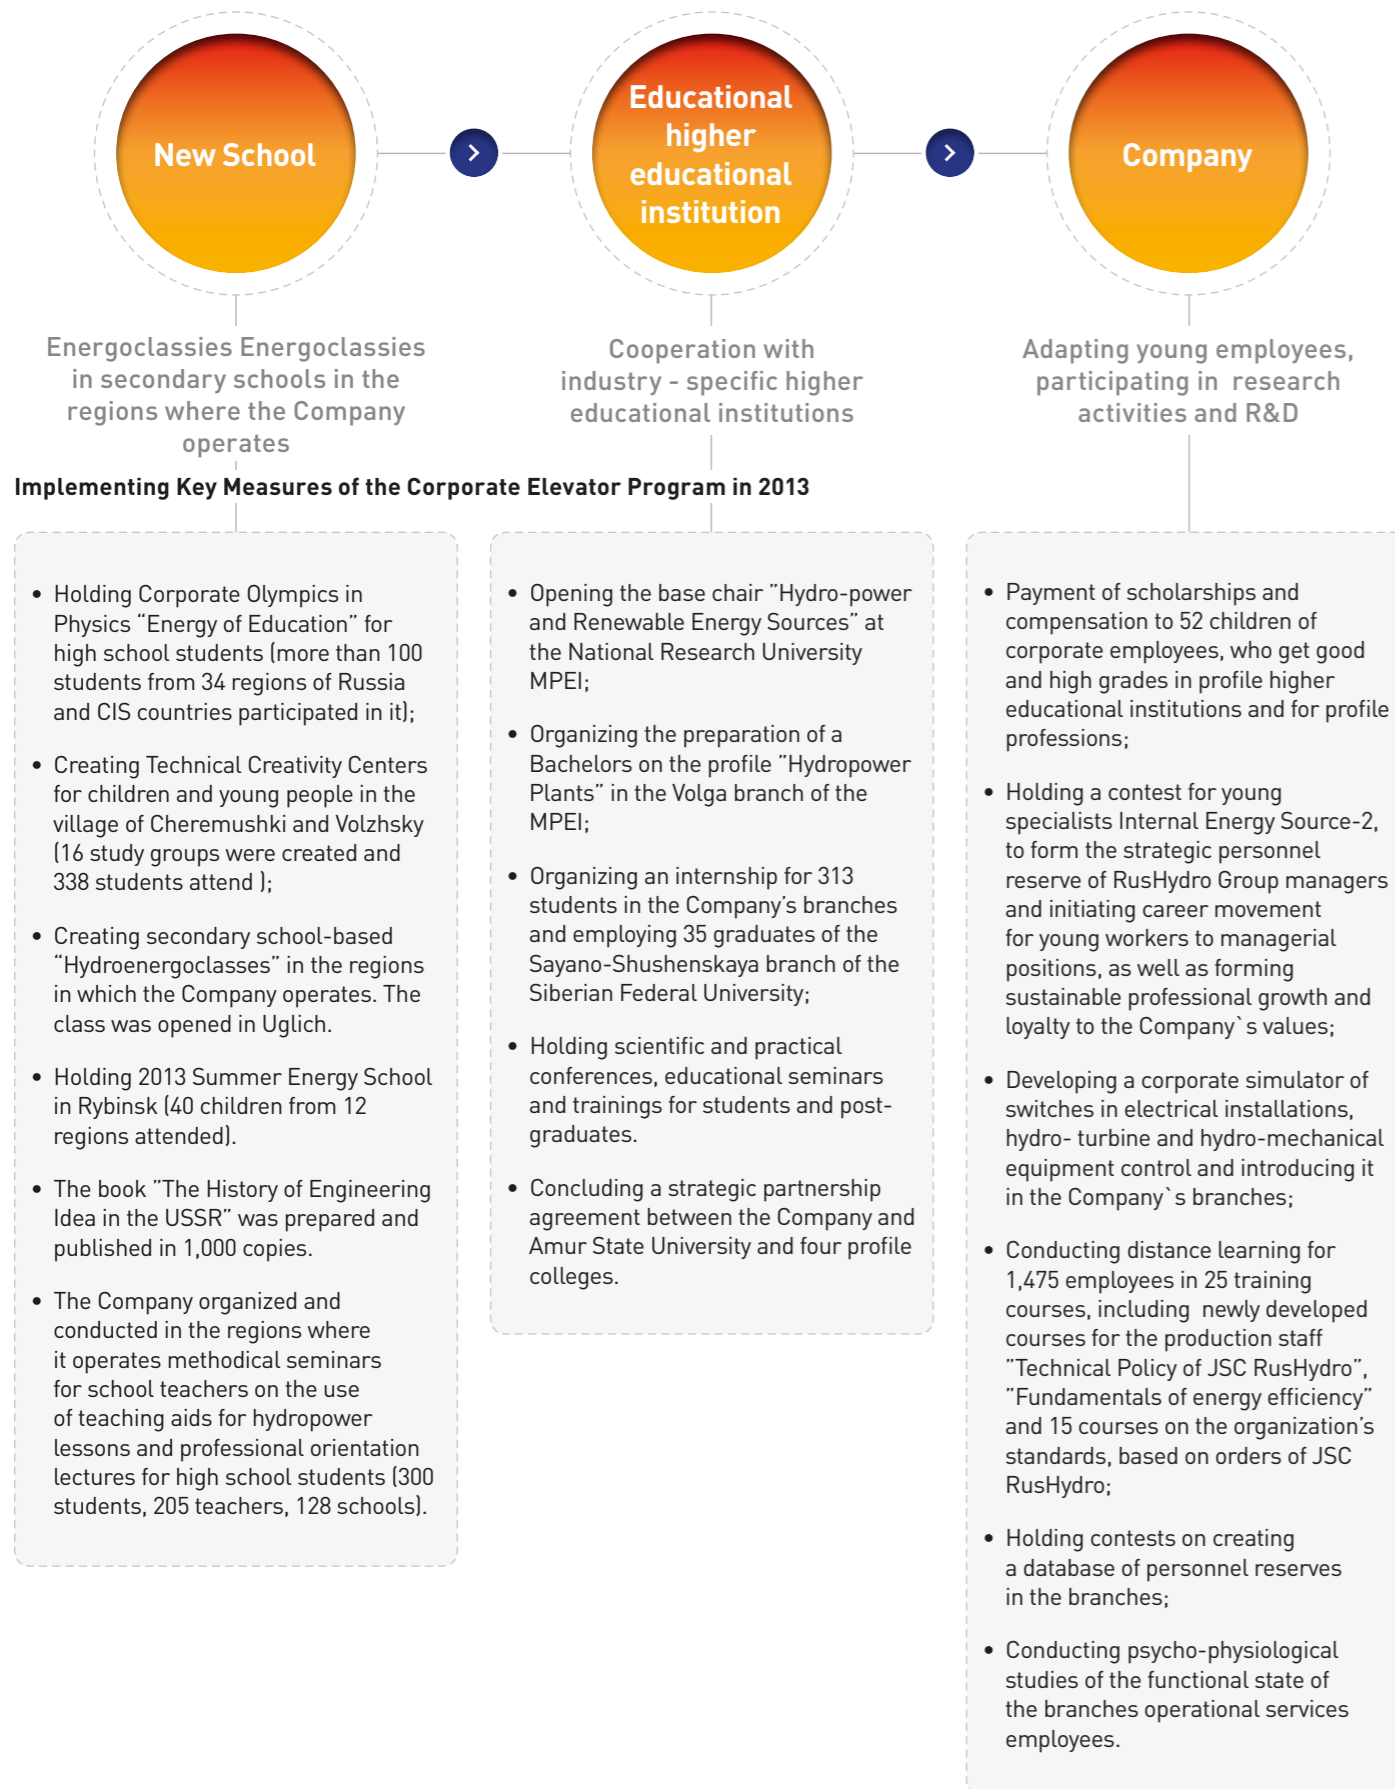 New School
Educational
higher
educational
institution
Company
Energoclassies Energoclassies
in secondary schools in the
regions where the Company
operates
Cooperation with
industry - specific higher
educational institutions
Adapting young employees,
participating in research
activities and R&D
Implementing Key Measures of the Corporate Elevator Program in 2013
• Holding Corporate Olympics in
Physics “Energy of Education” for
high school students (more than 100
students from 34 regions of Russia
and CIS countries participated in it);
• Creating Technical Creativity Centers
for children and young people in the
village of Cheremushki and Volzhsky
(16 study groups were created and
338 students attend );
• Creating secondary school-based
“Hydroenergoclasses” in the regions
in which the Company operates. The
class was opened in Uglich.
• Holding 2013 Summer Energy School
in Rybinsk (40 children from 12
regions attended).
• The book ”The History of Engineering
Idea in the USSR” was prepared and
published in 1,000 copies.
• The Company organized and
conducted in the regions where
it operates methodical seminars
for school teachers on the use
of teaching aids for hydropower
lessons and professional orientation
lectures for high school students (300
students, 205 teachers, 128 schools).
• Opening the base chair ”Hydro-power
and Renewable Energy Sources” at
the National Research University
MPEI;
• Organizing the preparation of a
Bachelors on the profile ”Hydropower
Plants” in the Volga branch of the
MPEI;
• Organizing an internship for 313
students in the Company’s branches
and employing 35 graduates of the
Sayano-Shushenskaya branch of the
Siberian Federal University;
• Holding scientific and practical
conferences, educational seminars
and trainings for students and post-
graduates.
• Concluding a strategic partnership
agreement between the Company and
Amur State University and four profile
colleges.
• Payment of scholarships and
compensation to 52 children of
corporate employees, who get good
and high grades in profile higher
educational institutions and for profile
professions;
• Holding a contest for young
specialists Internal Energy Source-2,
to form the strategic personnel
reserve of RusHydro Group managers
and initiating career movement
for young workers to managerial
positions, as well as forming
sustainable professional growth and
loyalty to the Company`s values;
• Developing a corporate simulator of
switches in electrical installations,
hydro- turbine and hydro-mechanical
equipment control and introducing it
in the Company`s branches;
• Conducting distance learning for
1,475 employees in 25 training
courses, including newly developed
courses for the production staff
”Technical Policy of JSC RusHydro”,
”Fundamentals of energy efficiency”
and 15 courses on the organization’s
standards, based on orders of JSC
RusHydro;
• Holding contests on creating
a database of personnel reserves
in the branches;
• Conducting psycho-physiological
studies of the functional state of
the branches operational services
employees.